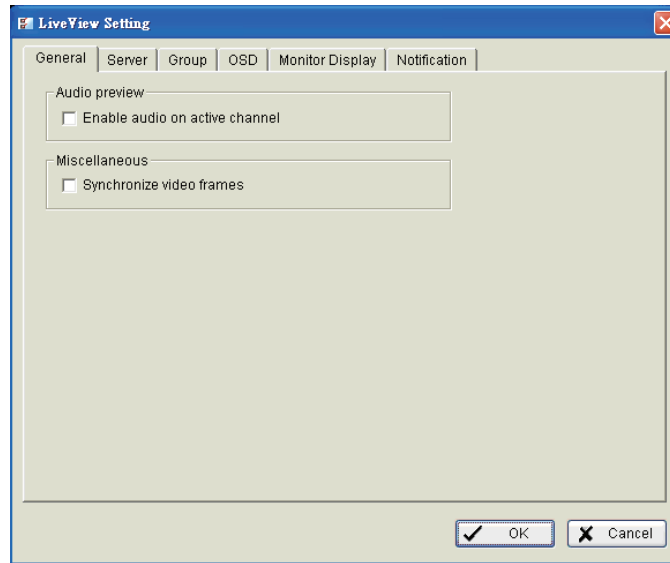 LiveView Setting
General Server Group OSD Monitor Display Notification
Audio preview
Enable audio on active channel
Miscellaneous
Synchronize video frames
OK Cancel